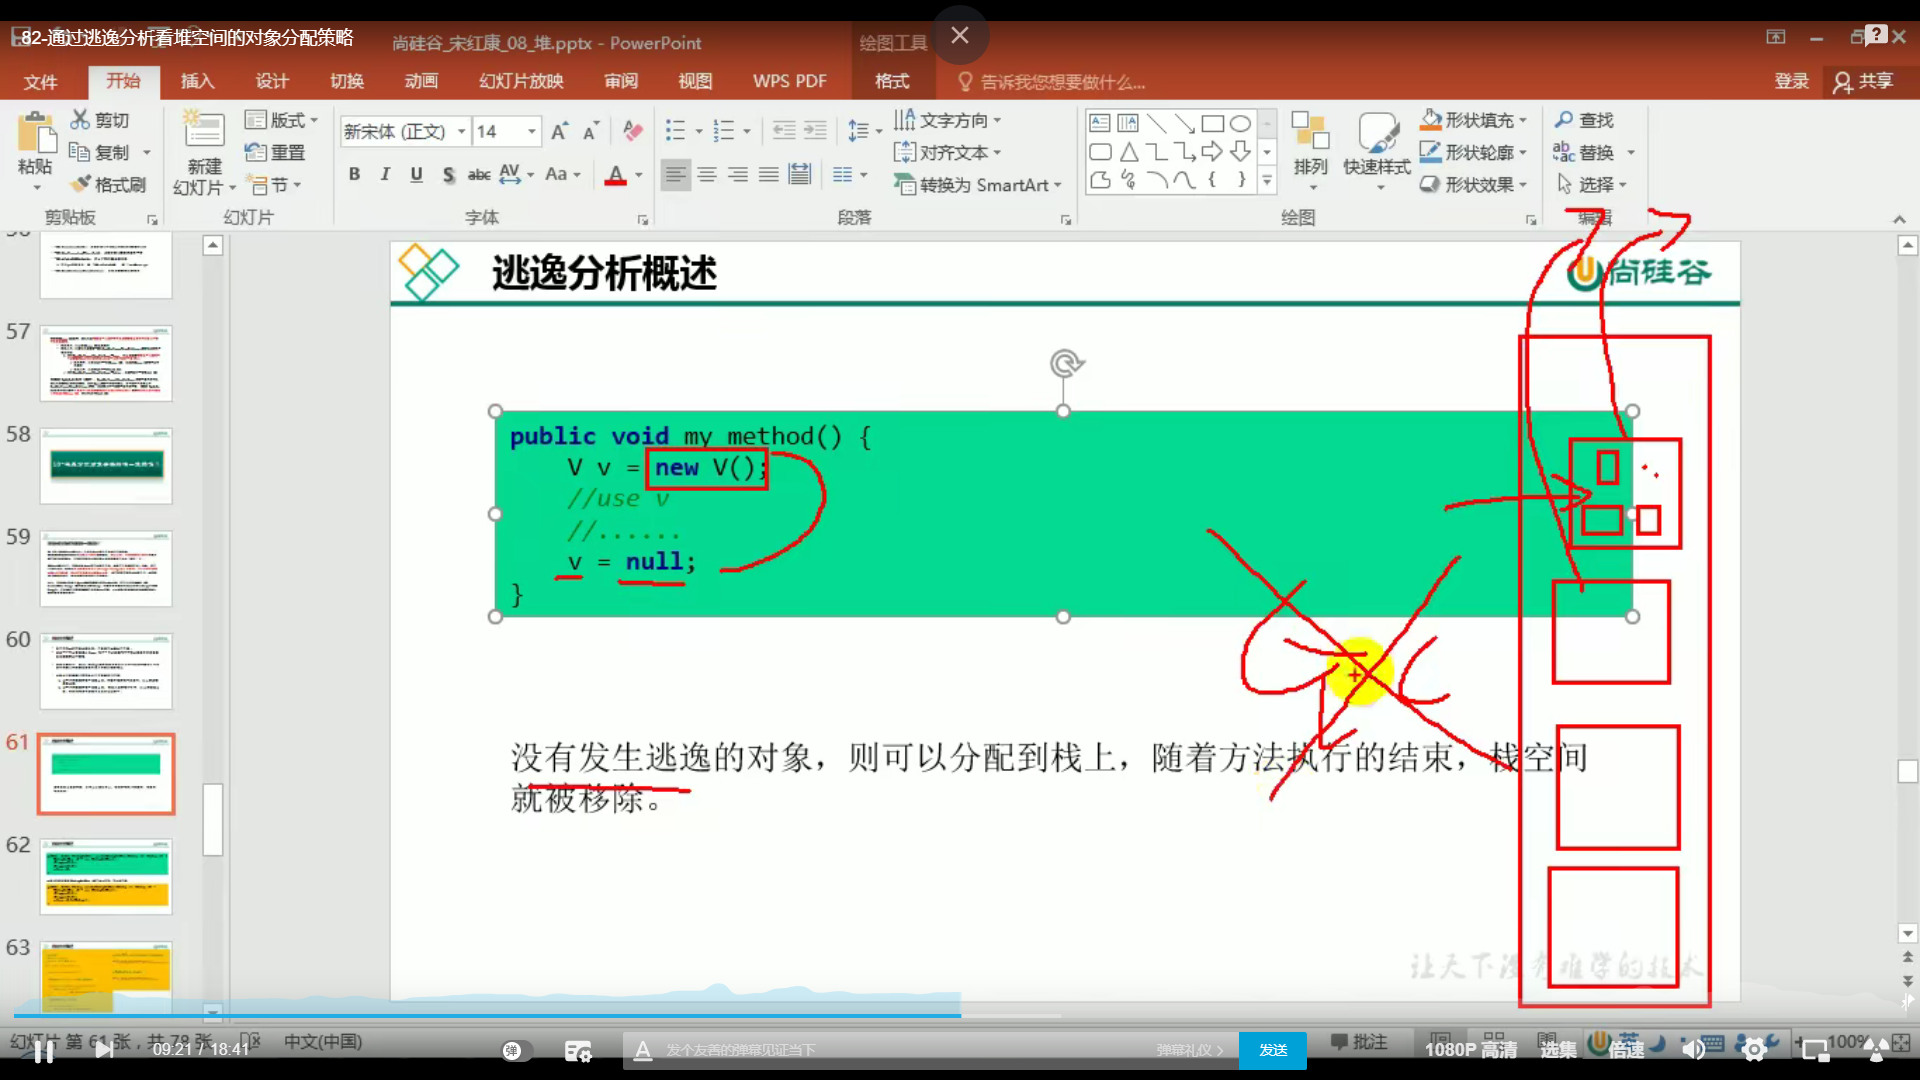 82-通过逃逸分析看堆空间的对象分配策略
尚硅谷_宋红康_08_堆.pptx - PowerPoint
绘图工具
文件 开始 插入 设计 切换 动画 幻灯片放映 审阅 视图 WPS PDF 格式 告诉我您想要做什么... 登录 共享
粘贴 剪切 复制 格式刷
新建 幻灯片 版式 重置 节
新宋体 (正文) 14
B I U S abc AV Aa A
文字方向
对齐文本
转换为 SmartArt
排列 快速样式 形状填充 形状轮廓 形状效果
查找
替换
选择
剪贴板 幻灯片 字体 段落 绘图 编辑
57
58
59
60
61
62
63
逃逸分析概述
尚硅谷
public void my_method() {
V v = new V();
//use v
//......
v = null;
}
没有发生逃逸的对象，则可以分配到栈上，随着方法执行的结束，栈空间
就被移除。
让天下没有难学的技术
幻灯片 第 61 张，共 78 张 中文(中国) 批注 100%
09:21 / 18:41 弹 发个友善的弹幕见证当下 弹幕礼仪 > 发送 1080P 高清 选集 倍速